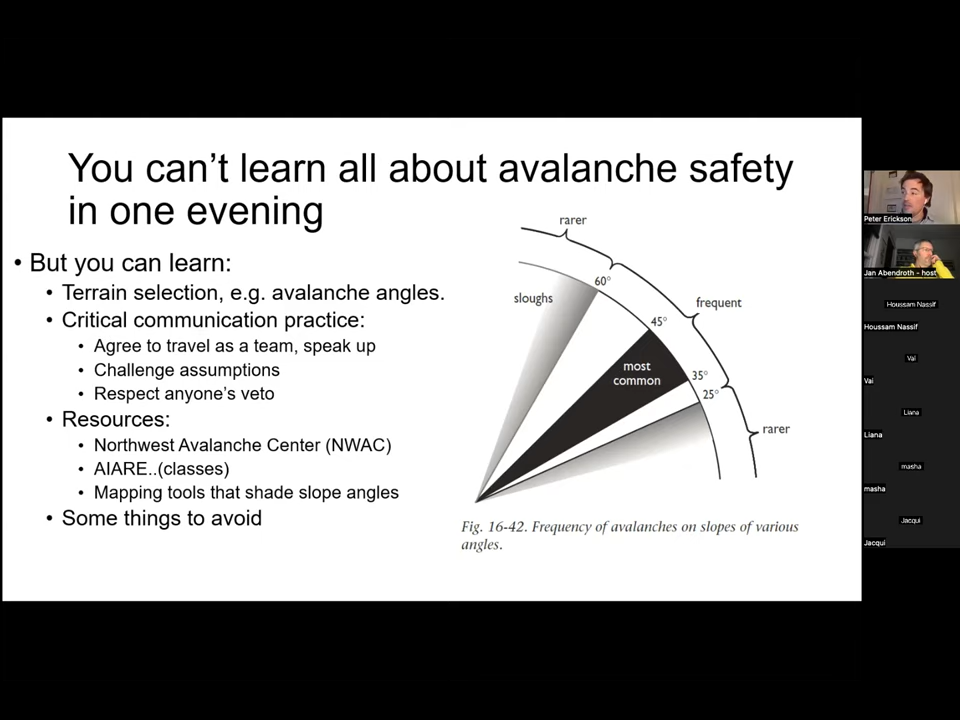 You can't learn all about avalanche safety
in one evening
• But you can learn:
• Terrain selection, e.g. avalanche angles.
• Critical communication practice:
• Agree to travel as a team, speak up
• Challenge assumptions
• Respect anyone's veto
• Resources:
• Northwest Avalanche Center (NWAC)
• AIARE..(classes)
• Mapping tools that shade slope angles
• Some things to avoid
rarer
60°
sloughs
frequent
45°
most
common
35°
25°
rarer
Fig. 16-42. Frequency of avalanches on slopes of various
angles.
Peter Erickson
Jan Abendroth - host
Houssam Nassif
Houssam Nassif
Vai
Vai
Liana
Liana
masha
masha
Jacqui
Jacqui